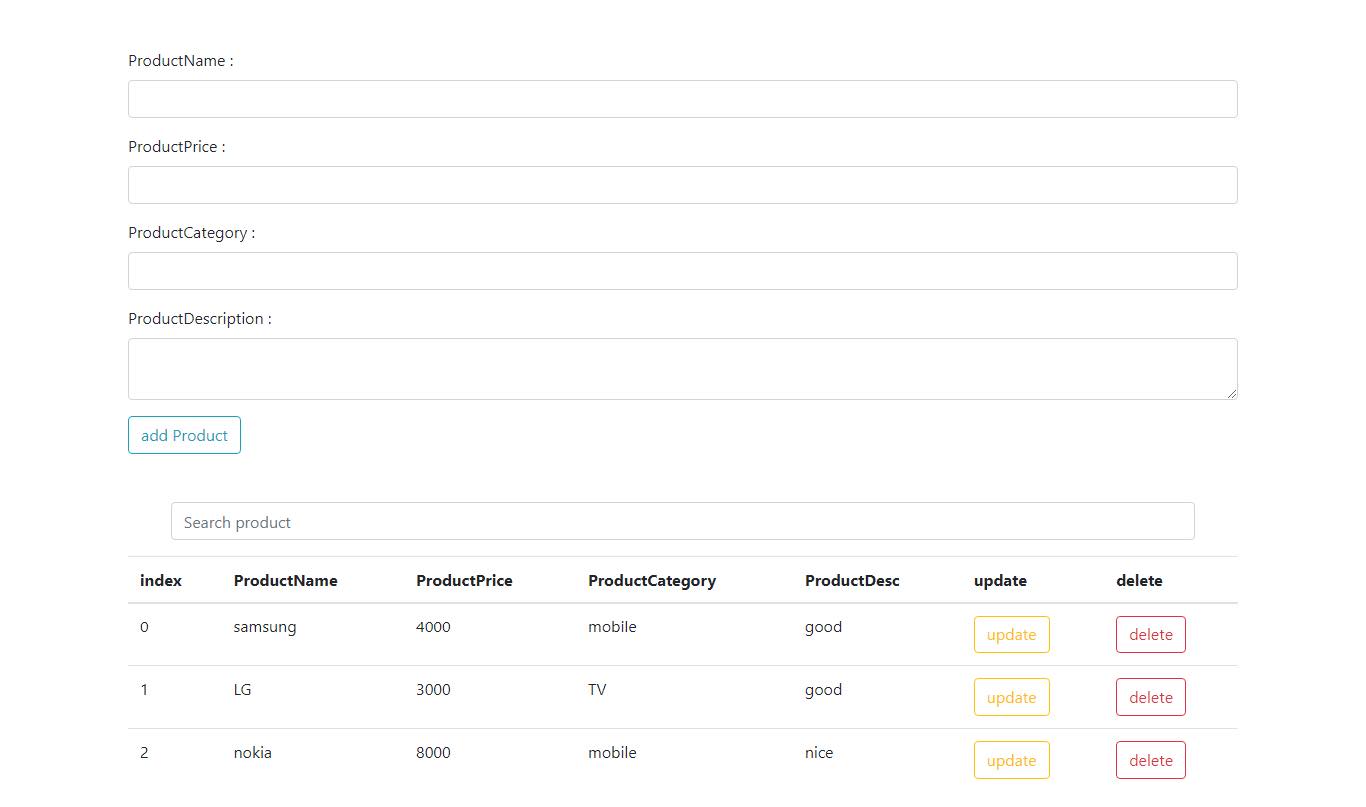 ProductName :
ProductPrice :
ProductCategory :
ProductDescription :
add Product
Search product
index ProductName ProductPrice ProductCategory ProductDesc update delete
0 samsung 4000 mobile good update delete
1 LG 3000 TV good update delete
2 nokia 8000 mobile nice update delete